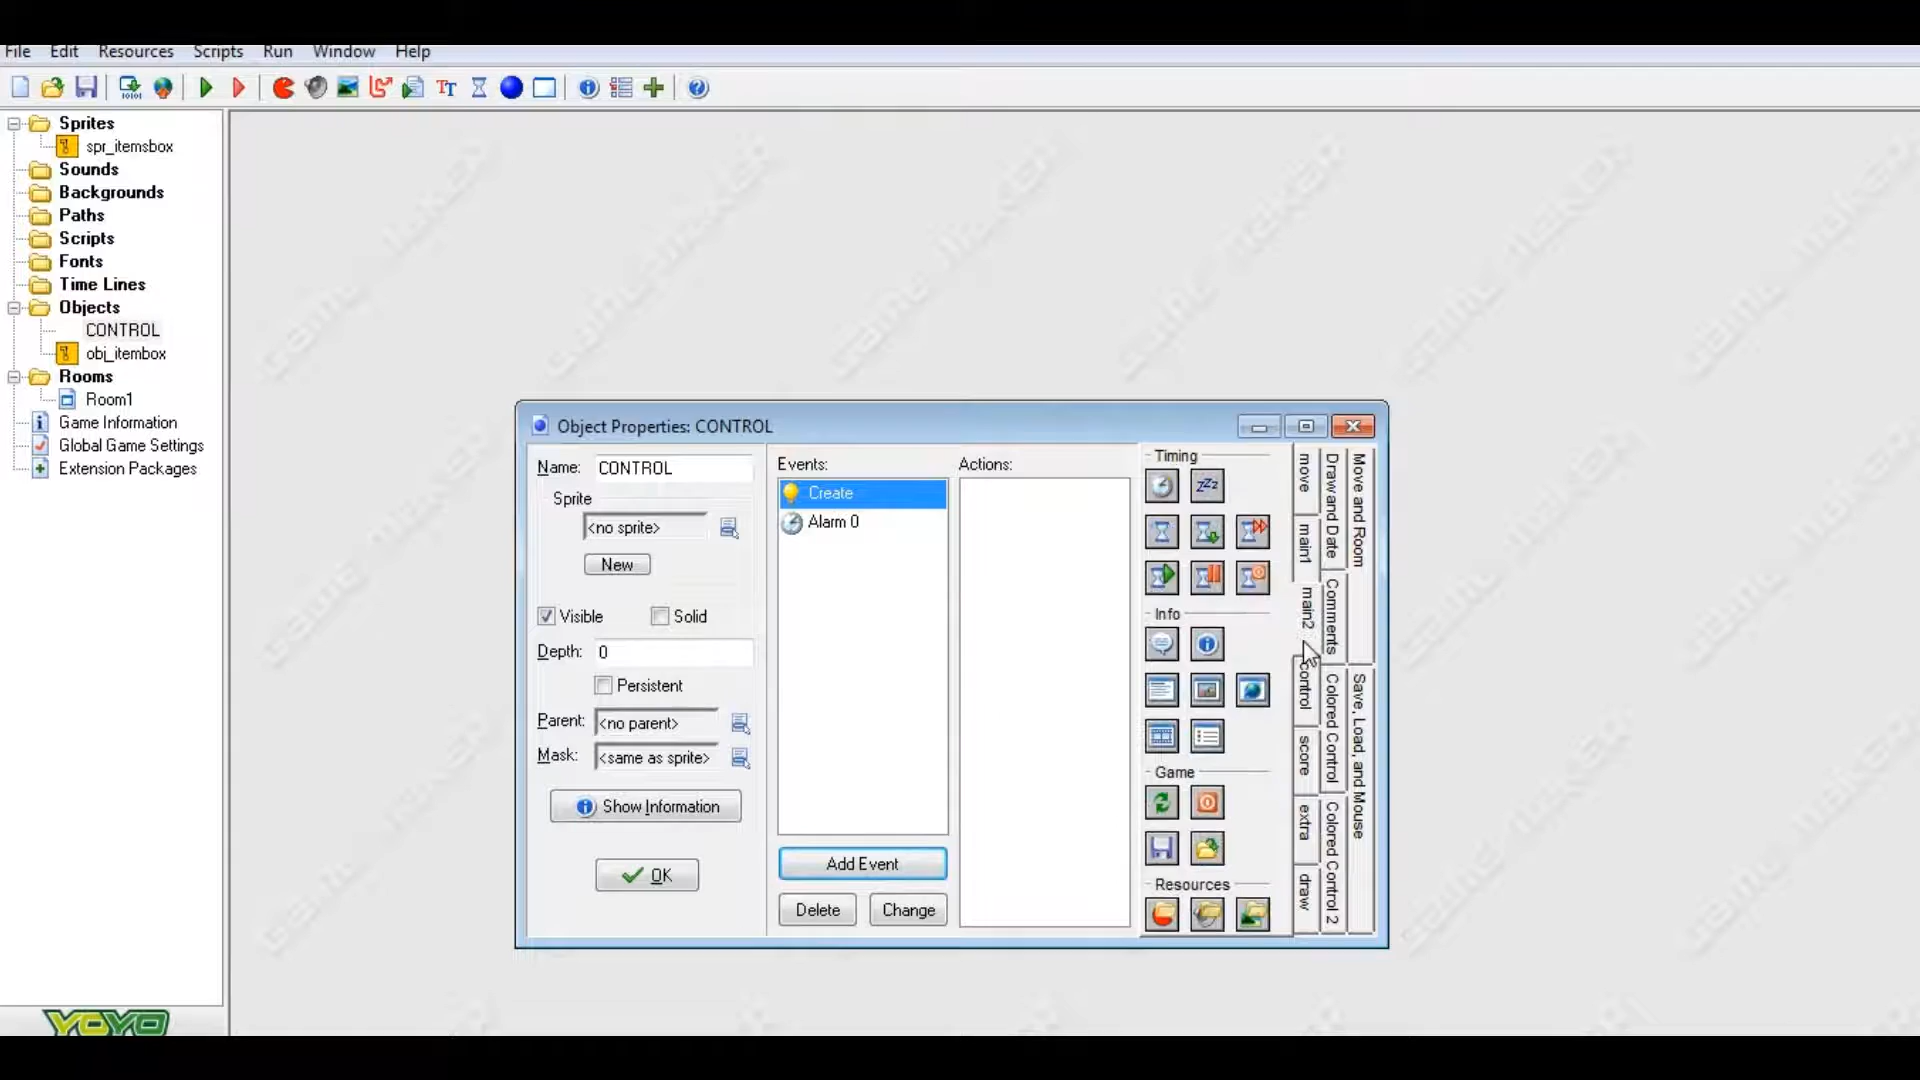 File Edit Resources Scripts Run Window Help
Sprites
spr_itemsbox
Sounds
Backgrounds
Paths
Scripts
Fonts
Time Lines
Objects
CONTROL
obj_itembox
Rooms
Room1
Game Information
Global Game Settings
Extension Packages
YOYO
Object Properties: CONTROL
Name: CONTROL
Sprite
<no sprite>
New
Visible Solid
Depth: 0
Persistent
Parent: <no parent>
Mask: <same as sprite>
Show Information
OK
Events:
Create
Alarm 0
Add Event
Delete Change
Actions:
Timing
Info
Game
Resources
move
main1
main2
control
score
extra
draw
Draw and Date
Comments
Colored Control
Colored Control 2
Move and Room
Save, Load, and Mouse
game maker